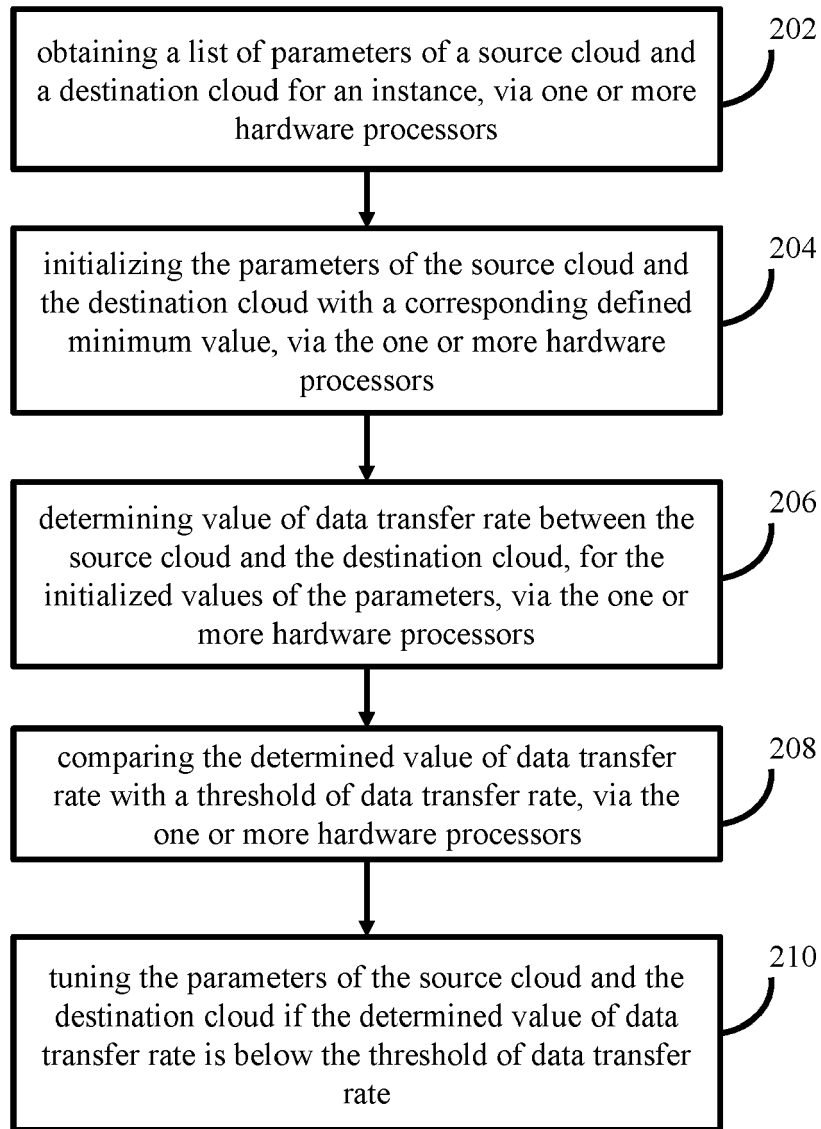 obtaining a list of parameters of a source cloud and
a destination cloud for an instance, via one or more
hardware processors
202
initializing the parameters of the source cloud and
the destination cloud with a corresponding defined
minimum value, via the one or more hardware
processors
204
determining value of data transfer rate between the
source cloud and the destination cloud, for the
initialized values of the parameters, via the one or
more hardware processors
206
comparing the determined value of data transfer
rate with a threshold of data transfer rate, via the
one or more hardware processors
208
tuning the parameters of the source cloud and the
destination cloud if the determined value of data
transfer rate is below the threshold of data transfer
rate
210